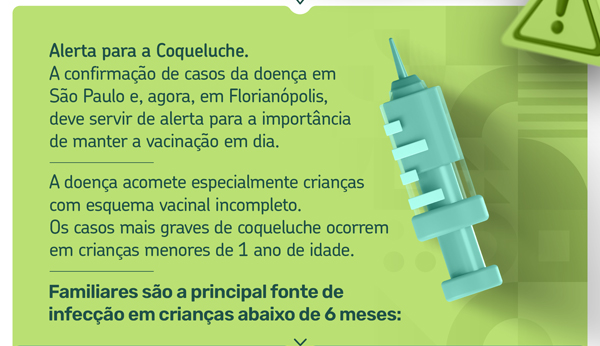 Alerta para a Coqueluche.
A confirmação de casos da doença em
São Paulo e, agora, em Florianópolis,
deve servir de alerta para a importância
de manter a vacinação em dia.
A doença acomete especialmente crianças
com esquema vacinal incompleto.
Os casos mais graves de coqueluche ocorrem
em crianças menores de 1 ano de idade.
Familiares são a principal fonte de
infecção em crianças abaixo de 6 meses: